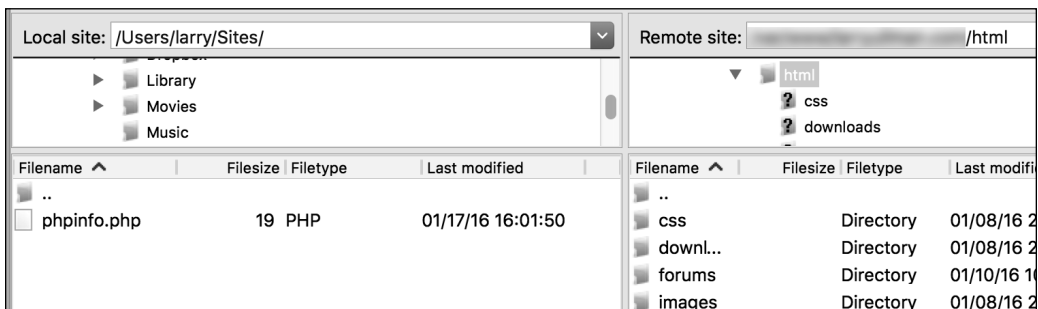 Local site: /Users/larry/Sites/
Library
Movies
Music
Filename Filesize Filetype Last modified
..
phpinfo.php 19 PHP 01/17/16 16:01:50
Remote site: /html
html
? css
? downloads
Filename Filesize Filetype Last modifi
..
css Directory 01/08/16 2
downl... Directory 01/08/16 2
forums Directory 01/10/16 1
images Directory 01/08/16 2